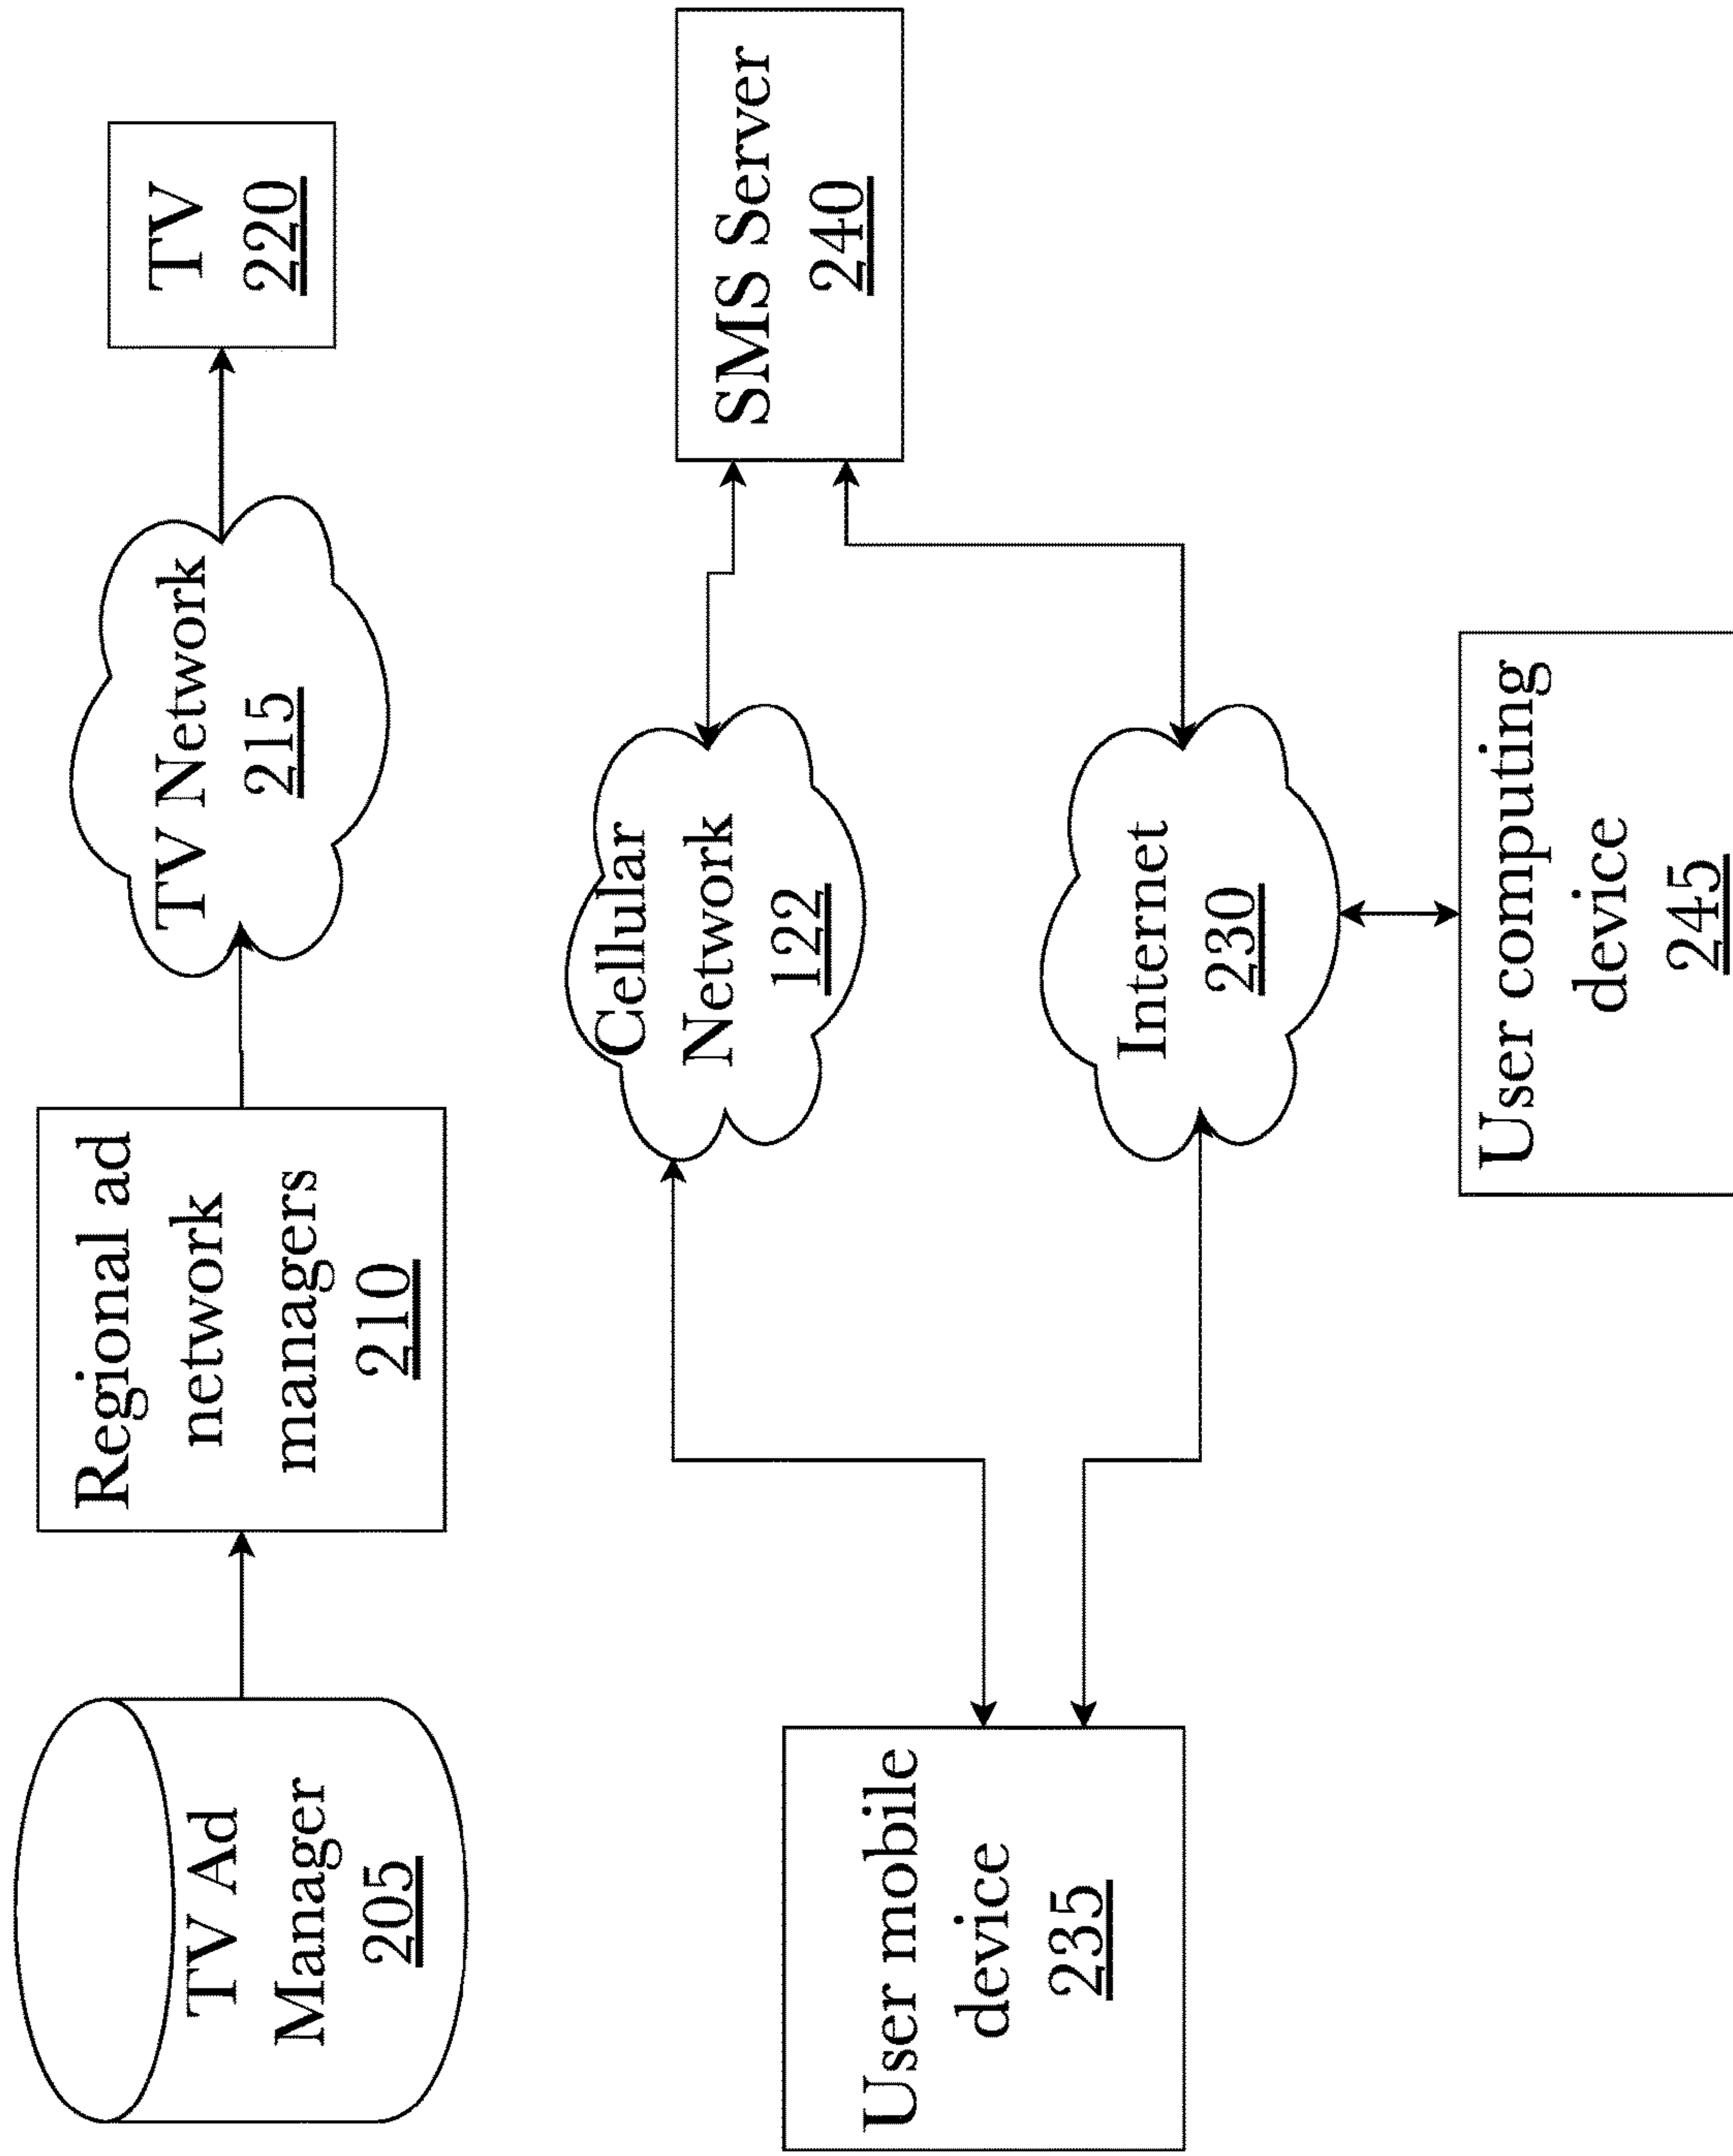 TV Ad
Manager
205
Regional ad
network
managers
210
TV Network
215
TV
220
User mobile
device
235
Cellular
Network
122
Internet
230
SMS Server
240
User computing
device
245